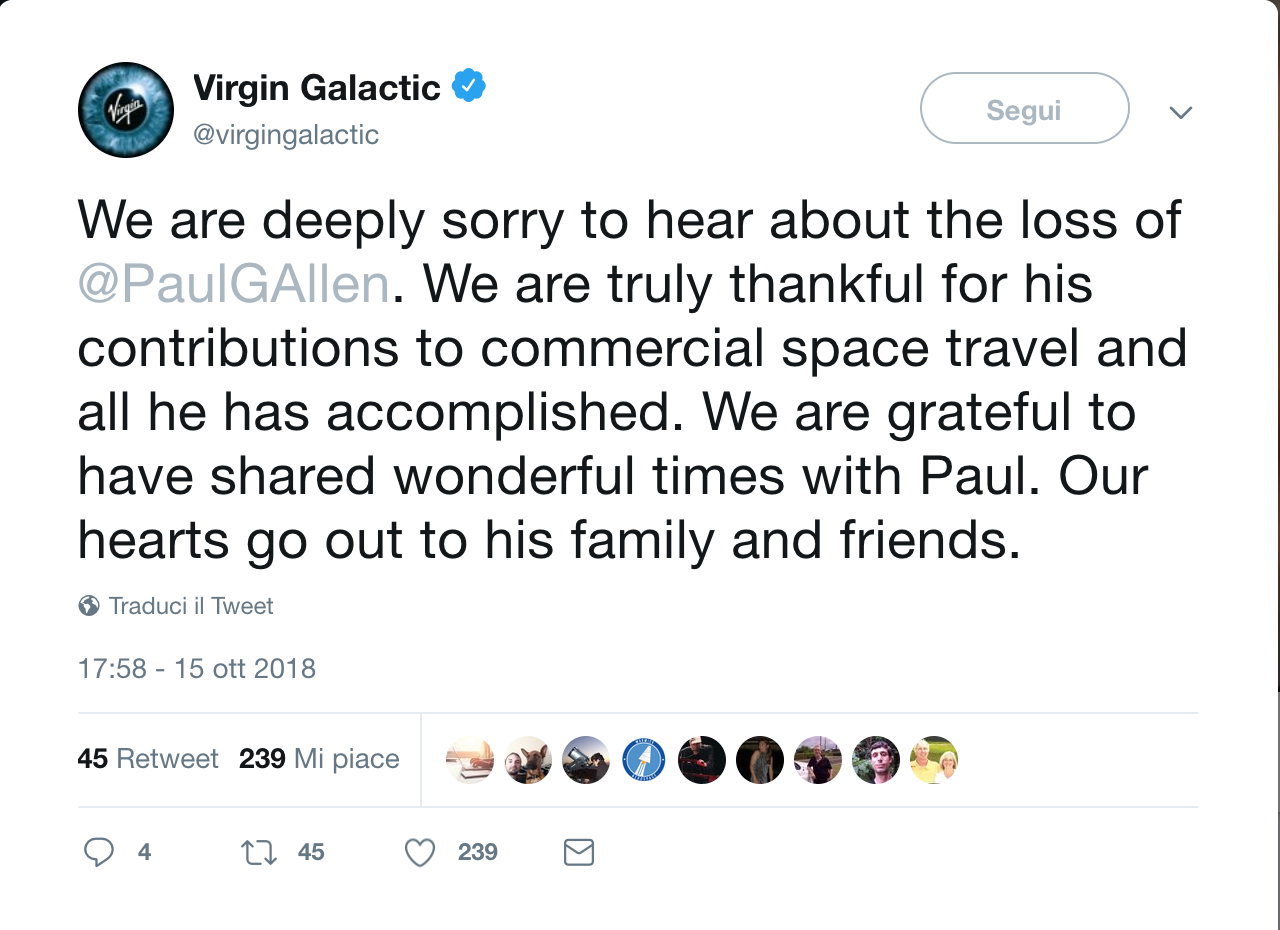 Virgin Galactic
@virgingalactic
Virgin
Segui
We are deeply sorry to hear about the loss of
@PaulGAllen. We are truly thankful for his
contributions to commercial space travel and
all he has accomplished. We are grateful to
have shared wonderful times with Paul. Our
hearts go out to his family and friends.
Traduci il Tweet
17:58 - 15 ott 2018
45 Retweet 239 Mi piace
4 45 239